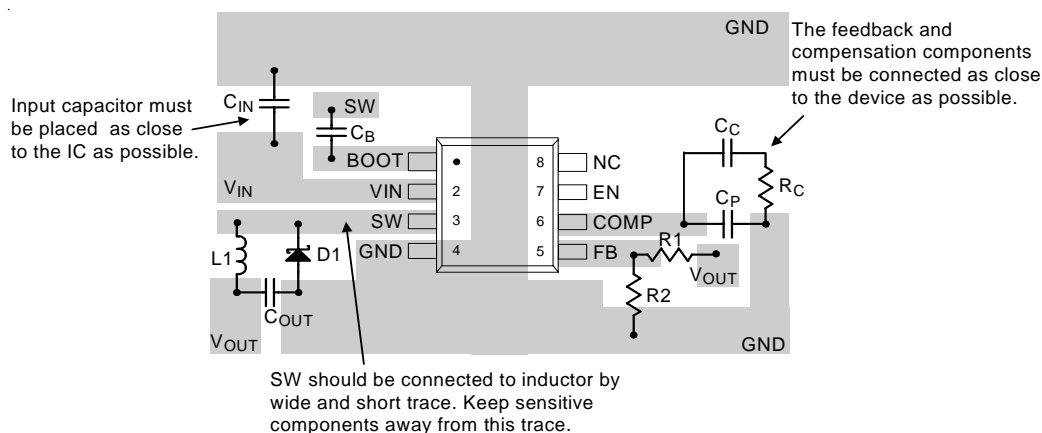 GND
The feedback and
compensation components
must be connected as close
to the device as possible.
Input capacitor must
be placed as close
to the IC as possible.
CIN
SW
CB
BOOT
VIN
VIN
SW
GND
2
3
4
8
7
6
5
NC
EN
COMP
FB
CC
RC
CP
R1
VOUT
R2
L1
D1
COUT
VOUT
GND
SW should be connected to inductor by
wide and short trace. Keep sensitive
components away from this trace.